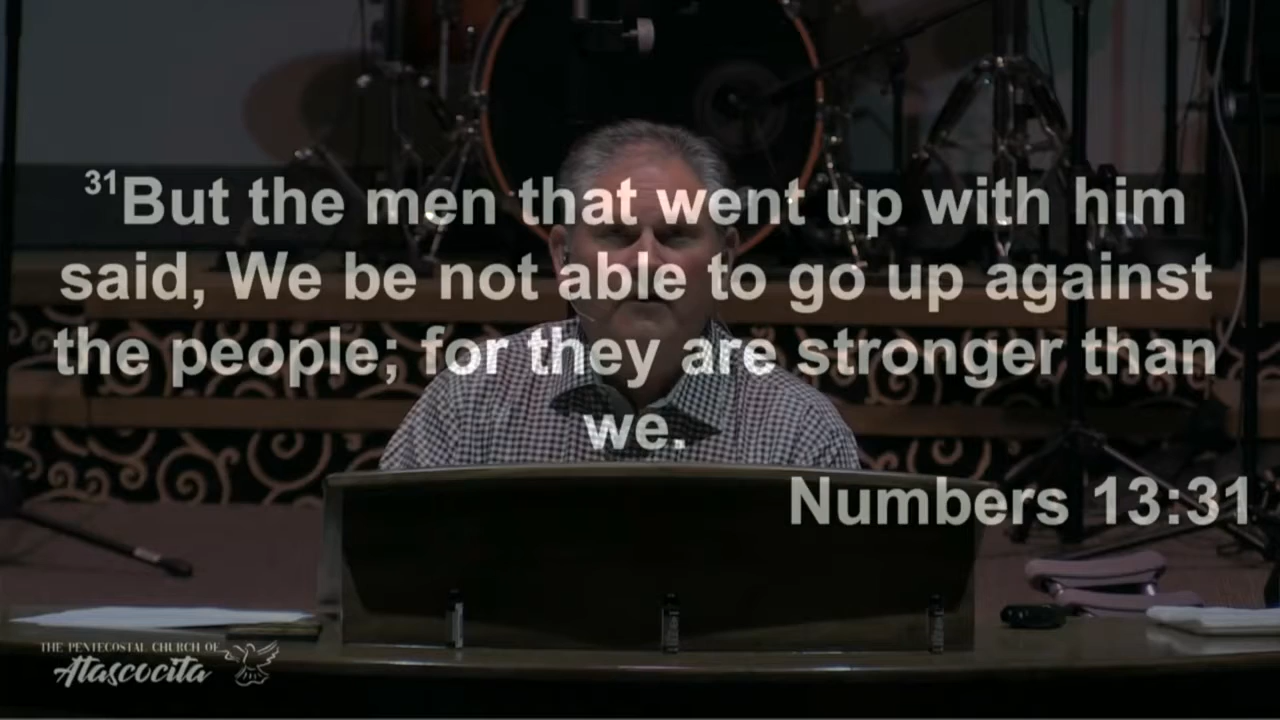 ³¹But the men that went up with him
said, We be not able to go up against
the people; for they are stronger than
we.
Numbers 13:31
THE PENTECOSTAL CHURCH OF
Atascocita